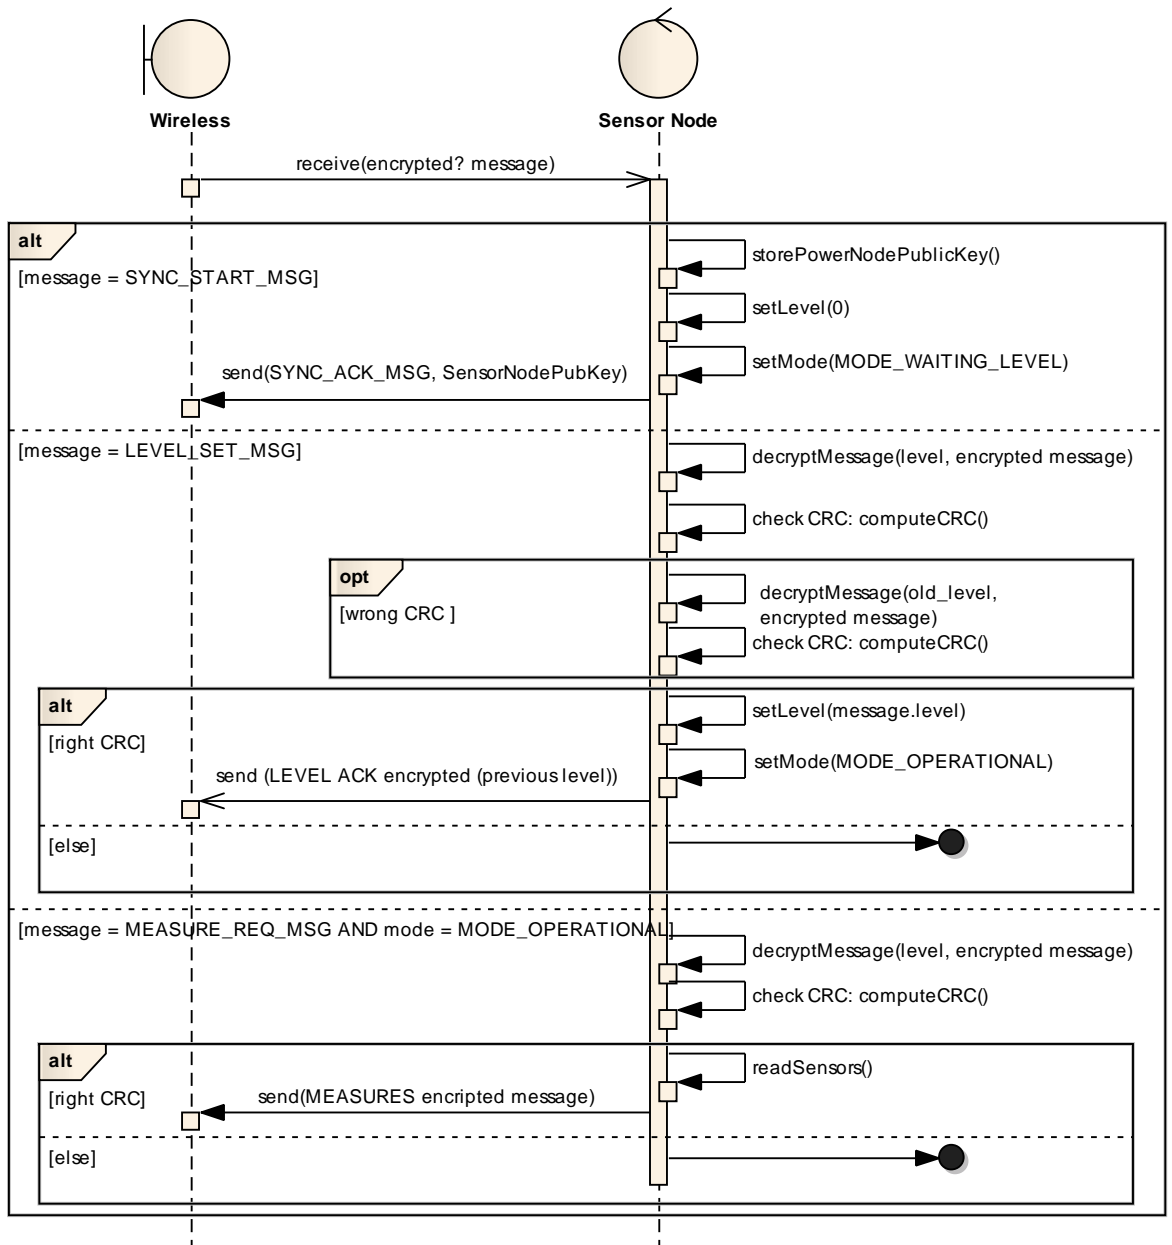 Wireless
Sensor Node
receive(encrypted? message)
alt
[message = SYNC_START_MSG]
storePowerNodePublicKey()
setLevel(0)
setMode(MODE_WAITING_LEVEL)
send(SYNC_ACK_MSG, SensorNodePubKey)
[message = LEVEL_SET_MSG]
decryptMessage(level, encrypted message)
check CRC: computeCRC()
opt
[wrong CRC ]
decryptMessage(old_level,
encrypted message)
check CRC: computeCRC()
alt
[right CRC]
setLevel(message.level)
setMode(MODE_OPERATIONAL)
send (LEVEL ACK encrypted (previous level))
[else]
[message = MEASURE_REQ_MSG AND mode = MODE_OPERATIONAL]
decryptMessage(level, encrypted message)
check CRC: computeCRC()
alt
[right CRC]
readSensors()
send(MEASURES encripted message)
[else]